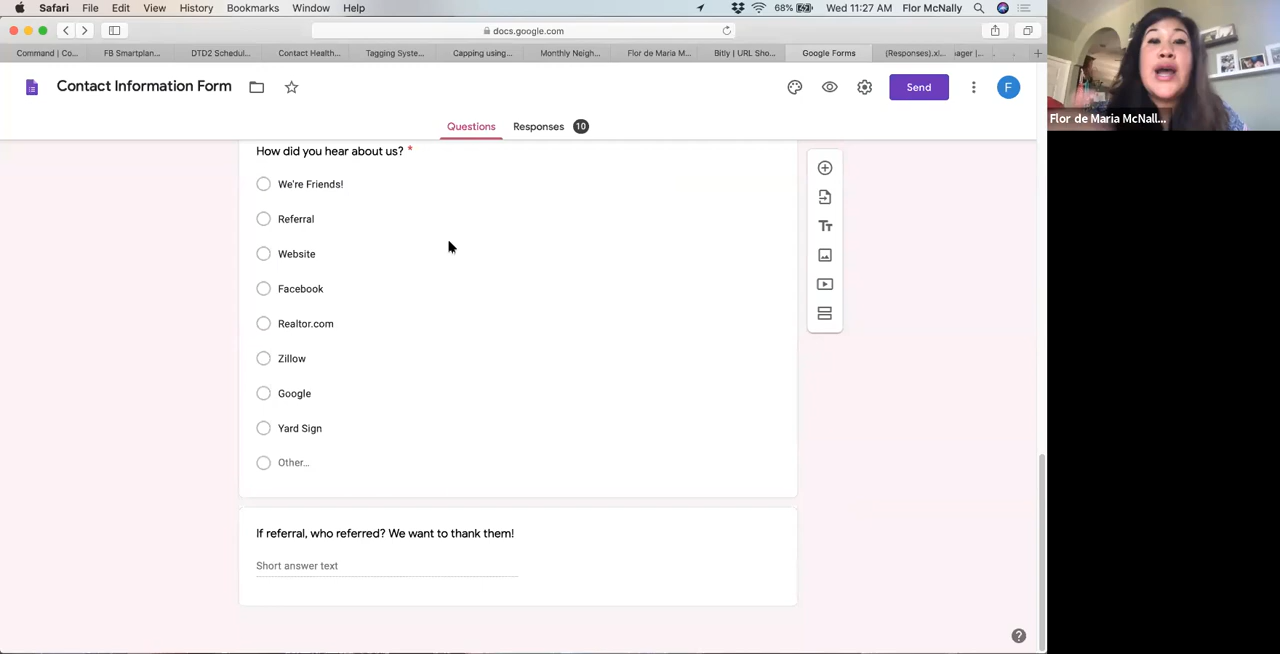 Safari File Edit View History Bookmarks Window Help 68% Wed 11:27 AM Flor McNally
docs.google.com
Command | Co... FB Smartplan... DTD2 Schedul... Contact Health... Tagging Syste... Capping using... Monthly Neigh... Flor de Maria M... Bitly | URL Sho... Google Forms (Responses).xl... ager |...
Contact Information Form Send F
Questions Responses 10
How did you hear about us? *
We're Friends!
Referral
Website
Facebook
Realtor.com
Zillow
Google
Yard Sign
Other...
If referral, who referred? We want to thank them!
Short answer text
Flor de Maria McNall...